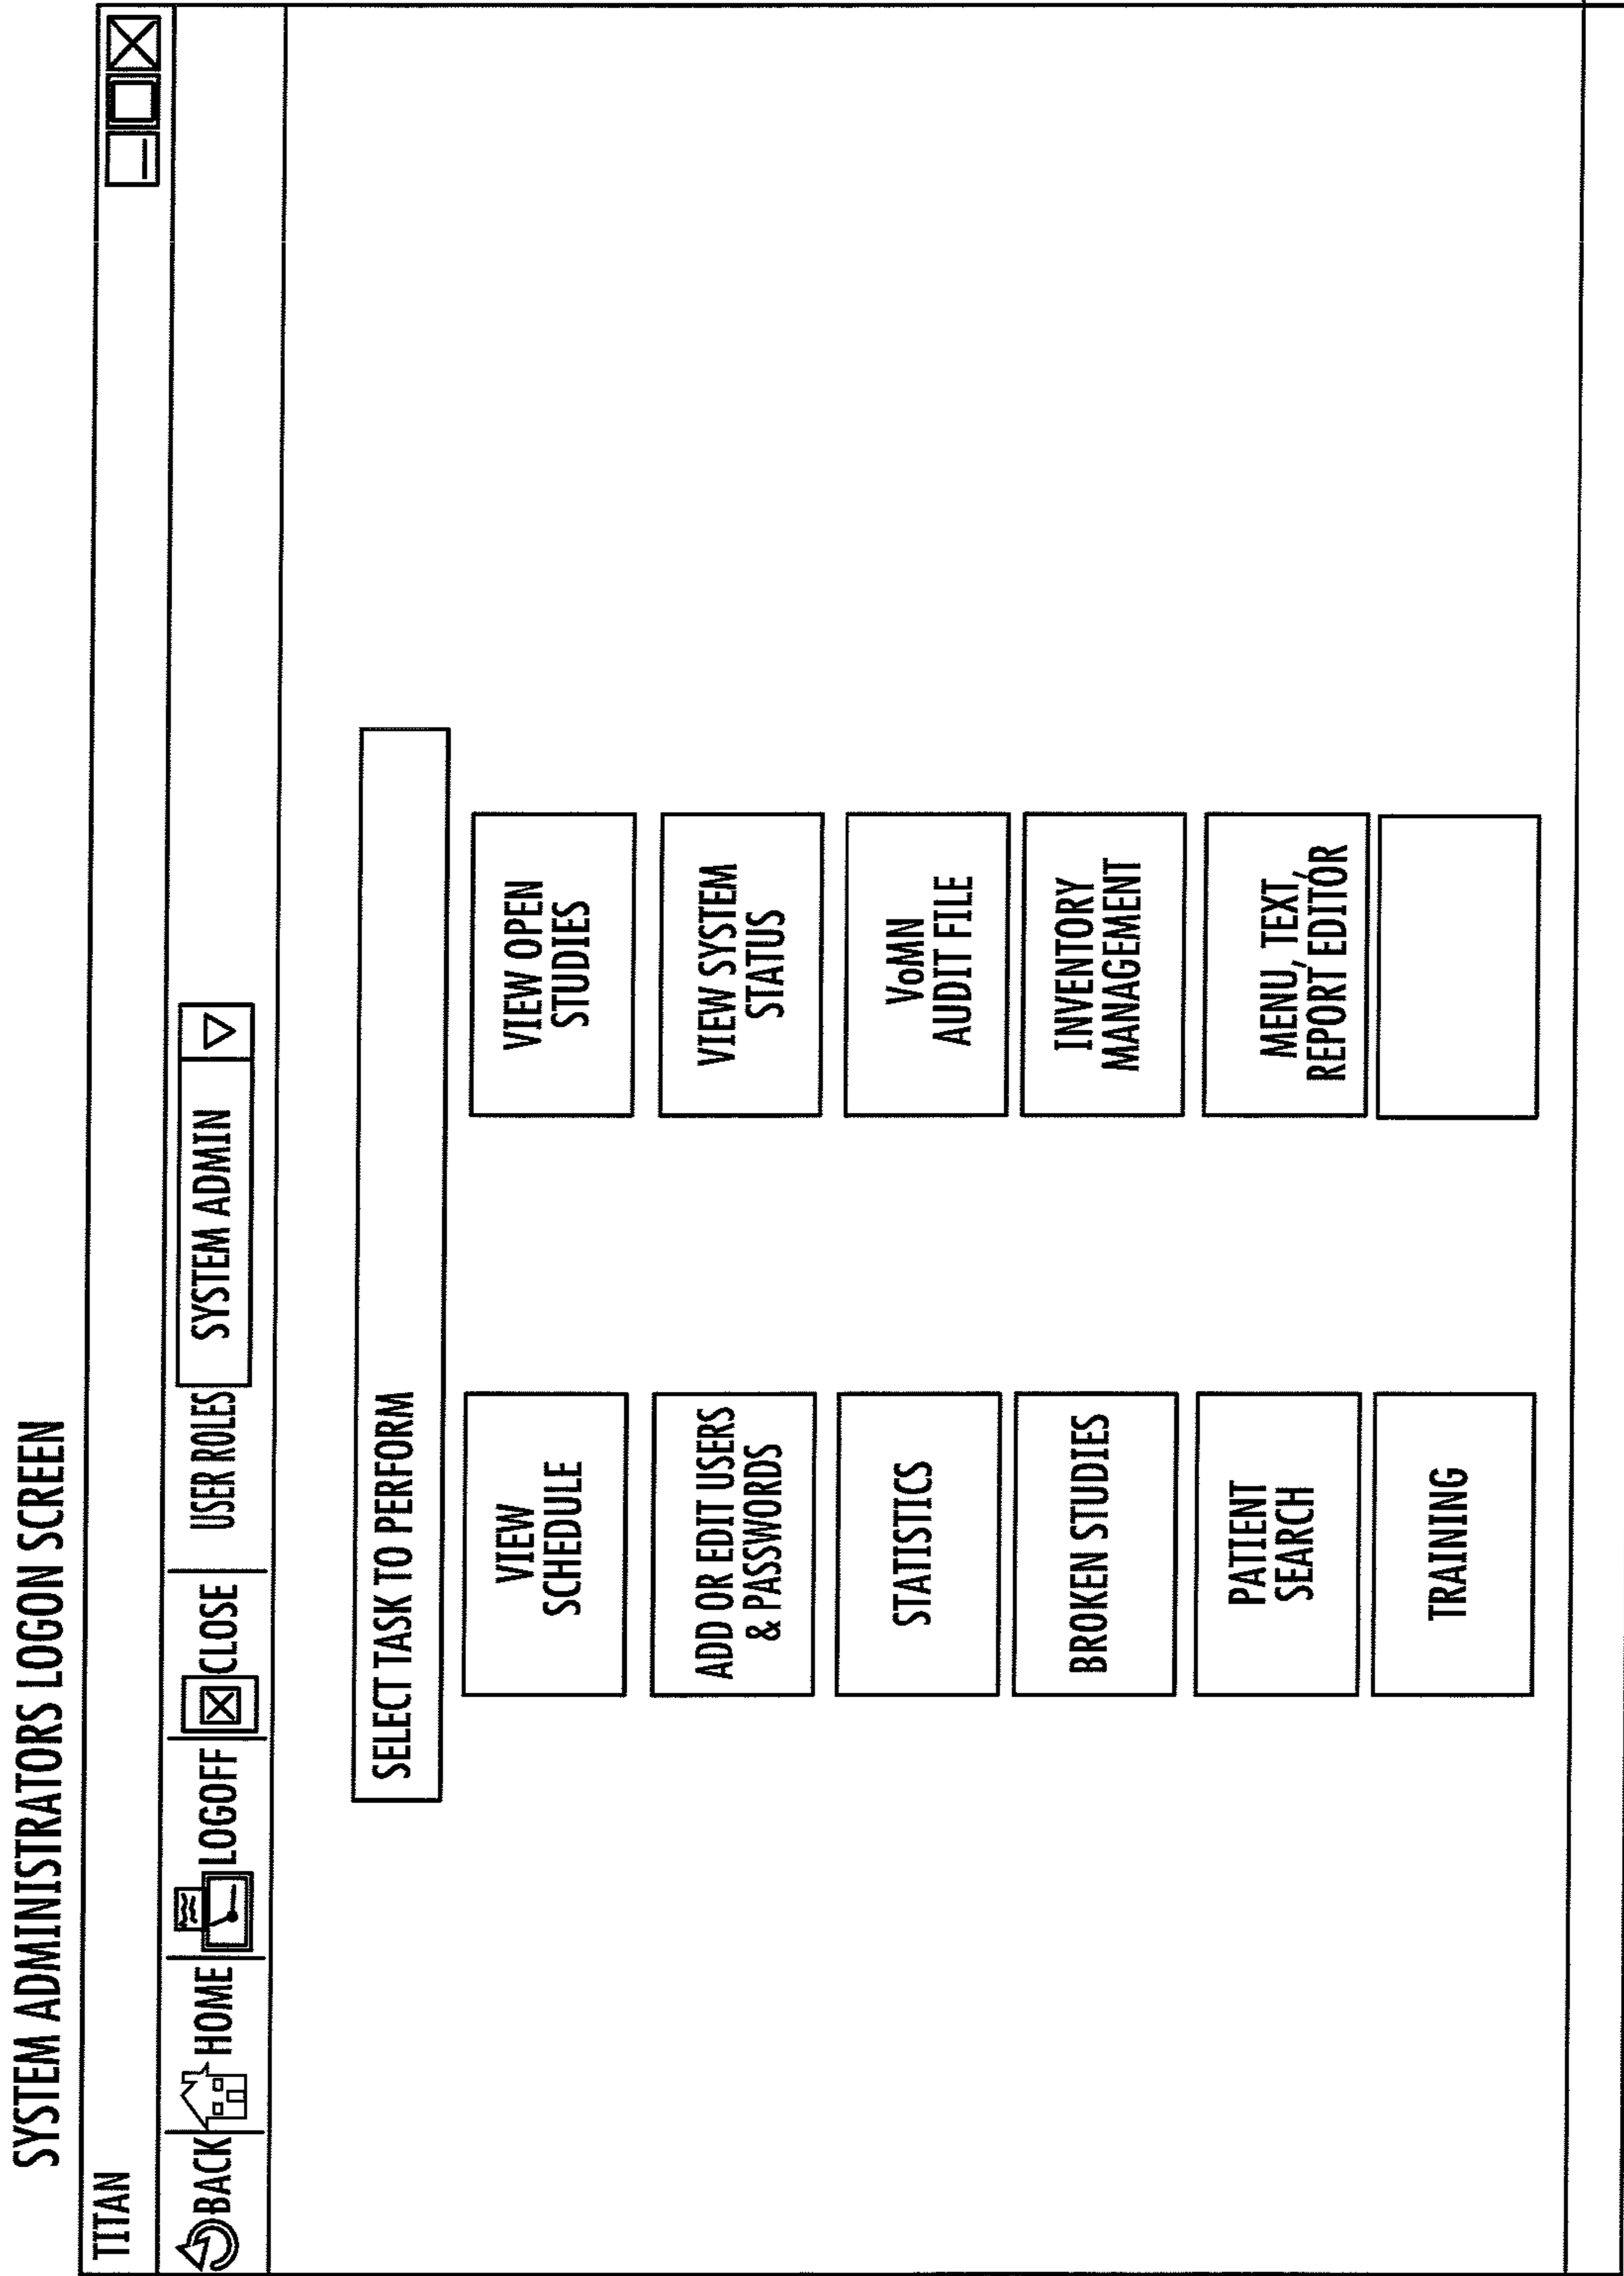 SYSTEM ADMINISTRATORS LOGON SCREEN
TITAN
BACK HOME LOGOFF CLOSE USER ROLES SYSTEM ADMIN
SELECT TASK TO PERFORM
VIEW
SCHEDULE
VIEW OPEN
STUDIES
ADD OR EDIT USERS
& PASSWORDS
VIEW SYSTEM
STATUS
STATISTICS
VoMN
AUDIT FILE
BROKEN STUDIES
INVENTORY
MANAGEMENT
PATIENT
SEARCH
MENU, TEXT,
REPORT EDITOR
TRAINING